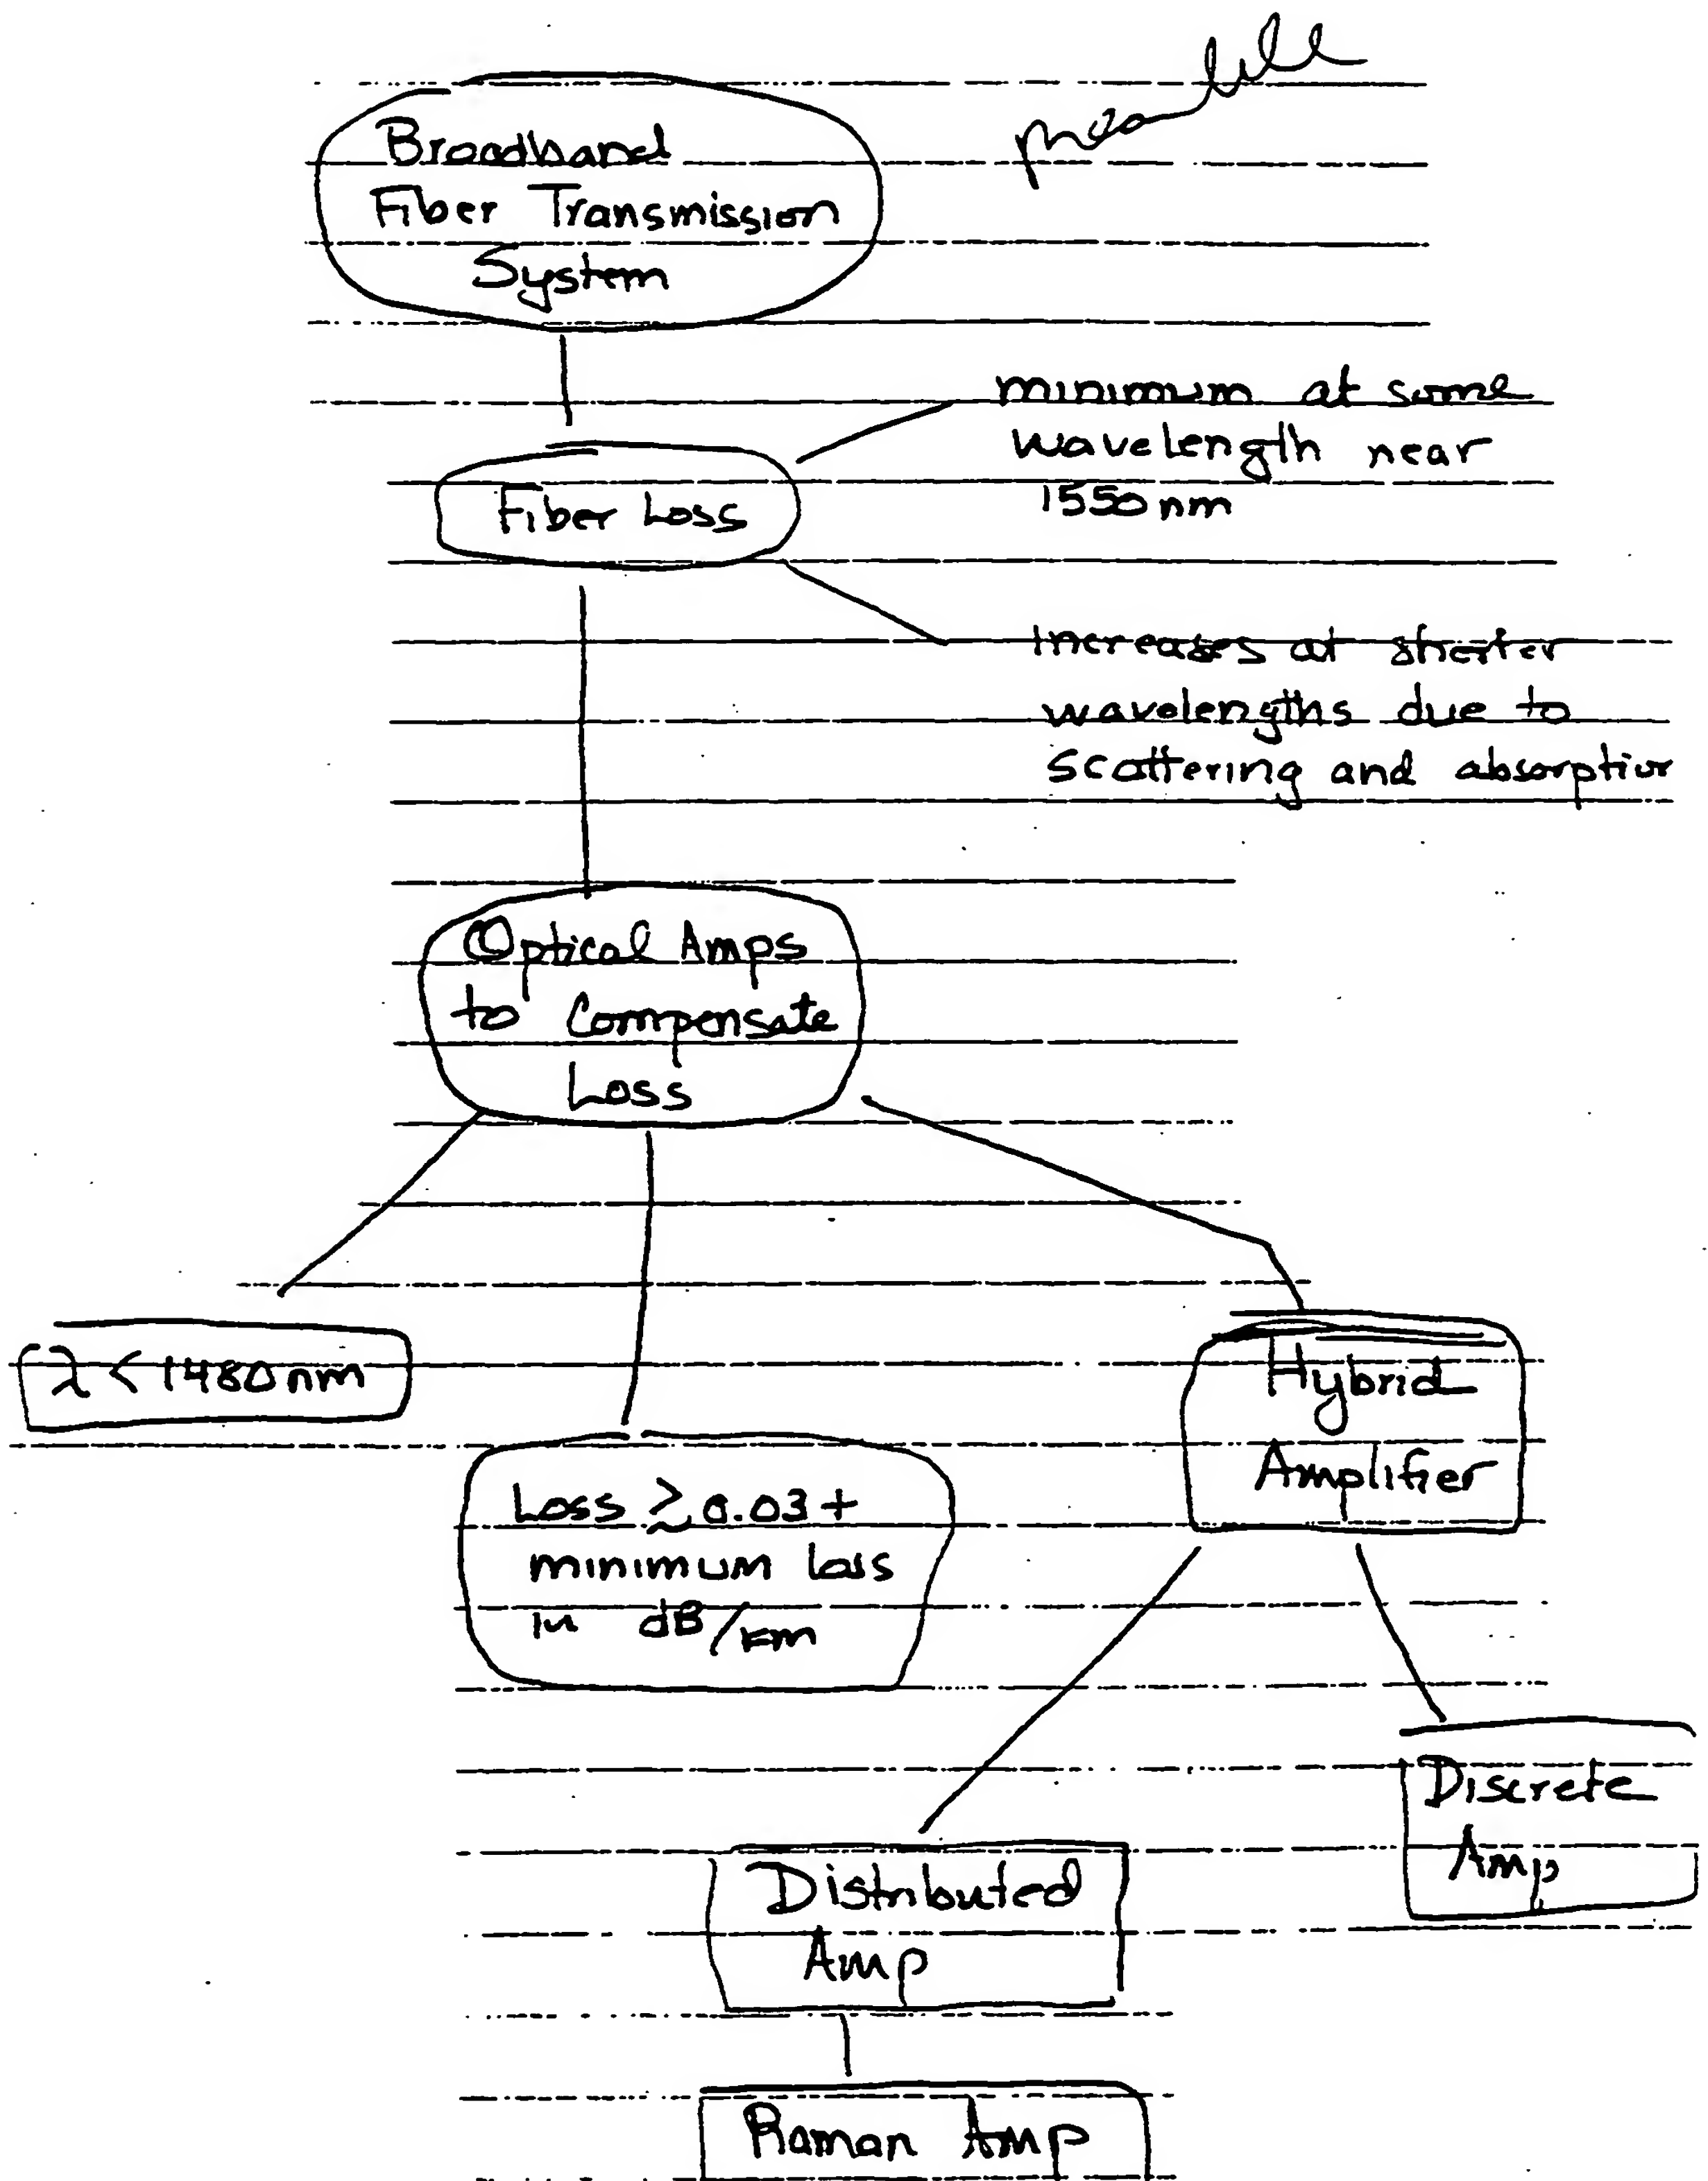 Broadband
Fiber Transmission
System
minimum at some
wavelength near
1550 nm
Fiber Loss
increases at shorter
wavelengths due to
scattering and absorption
Optical Amps
to Compensate
Loss
λ < 1480 nm
Hybrid
Amplifier
Loss ≳ 0.03 +
minimum loss
in dB/km
Discrete
Amp
Distributed
Amp
Raman Amp